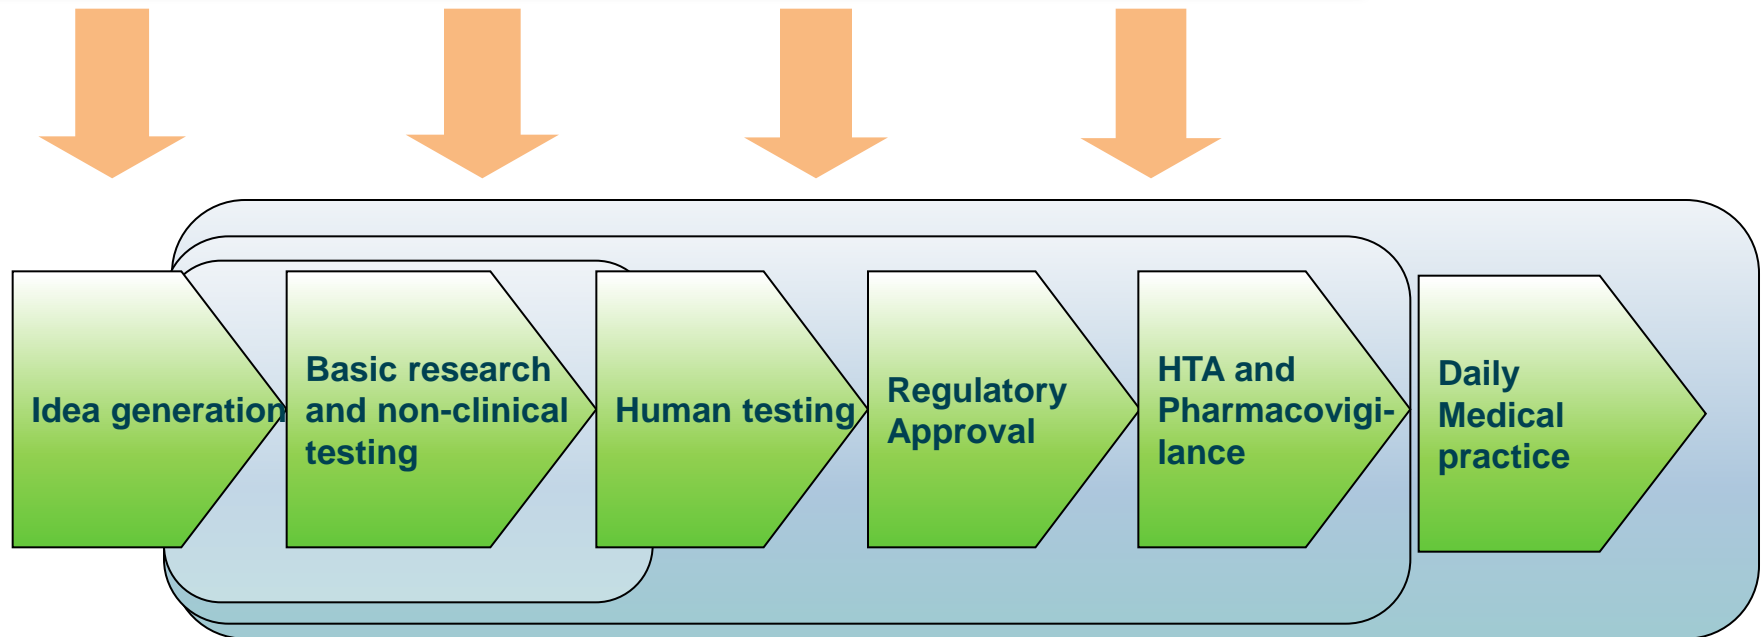 Idea generation
Basic research
and non-clinical
testing
Human testing
Regulatory
Approval
HTA and
Pharmacovigi-
lance
Daily
Medical
practice